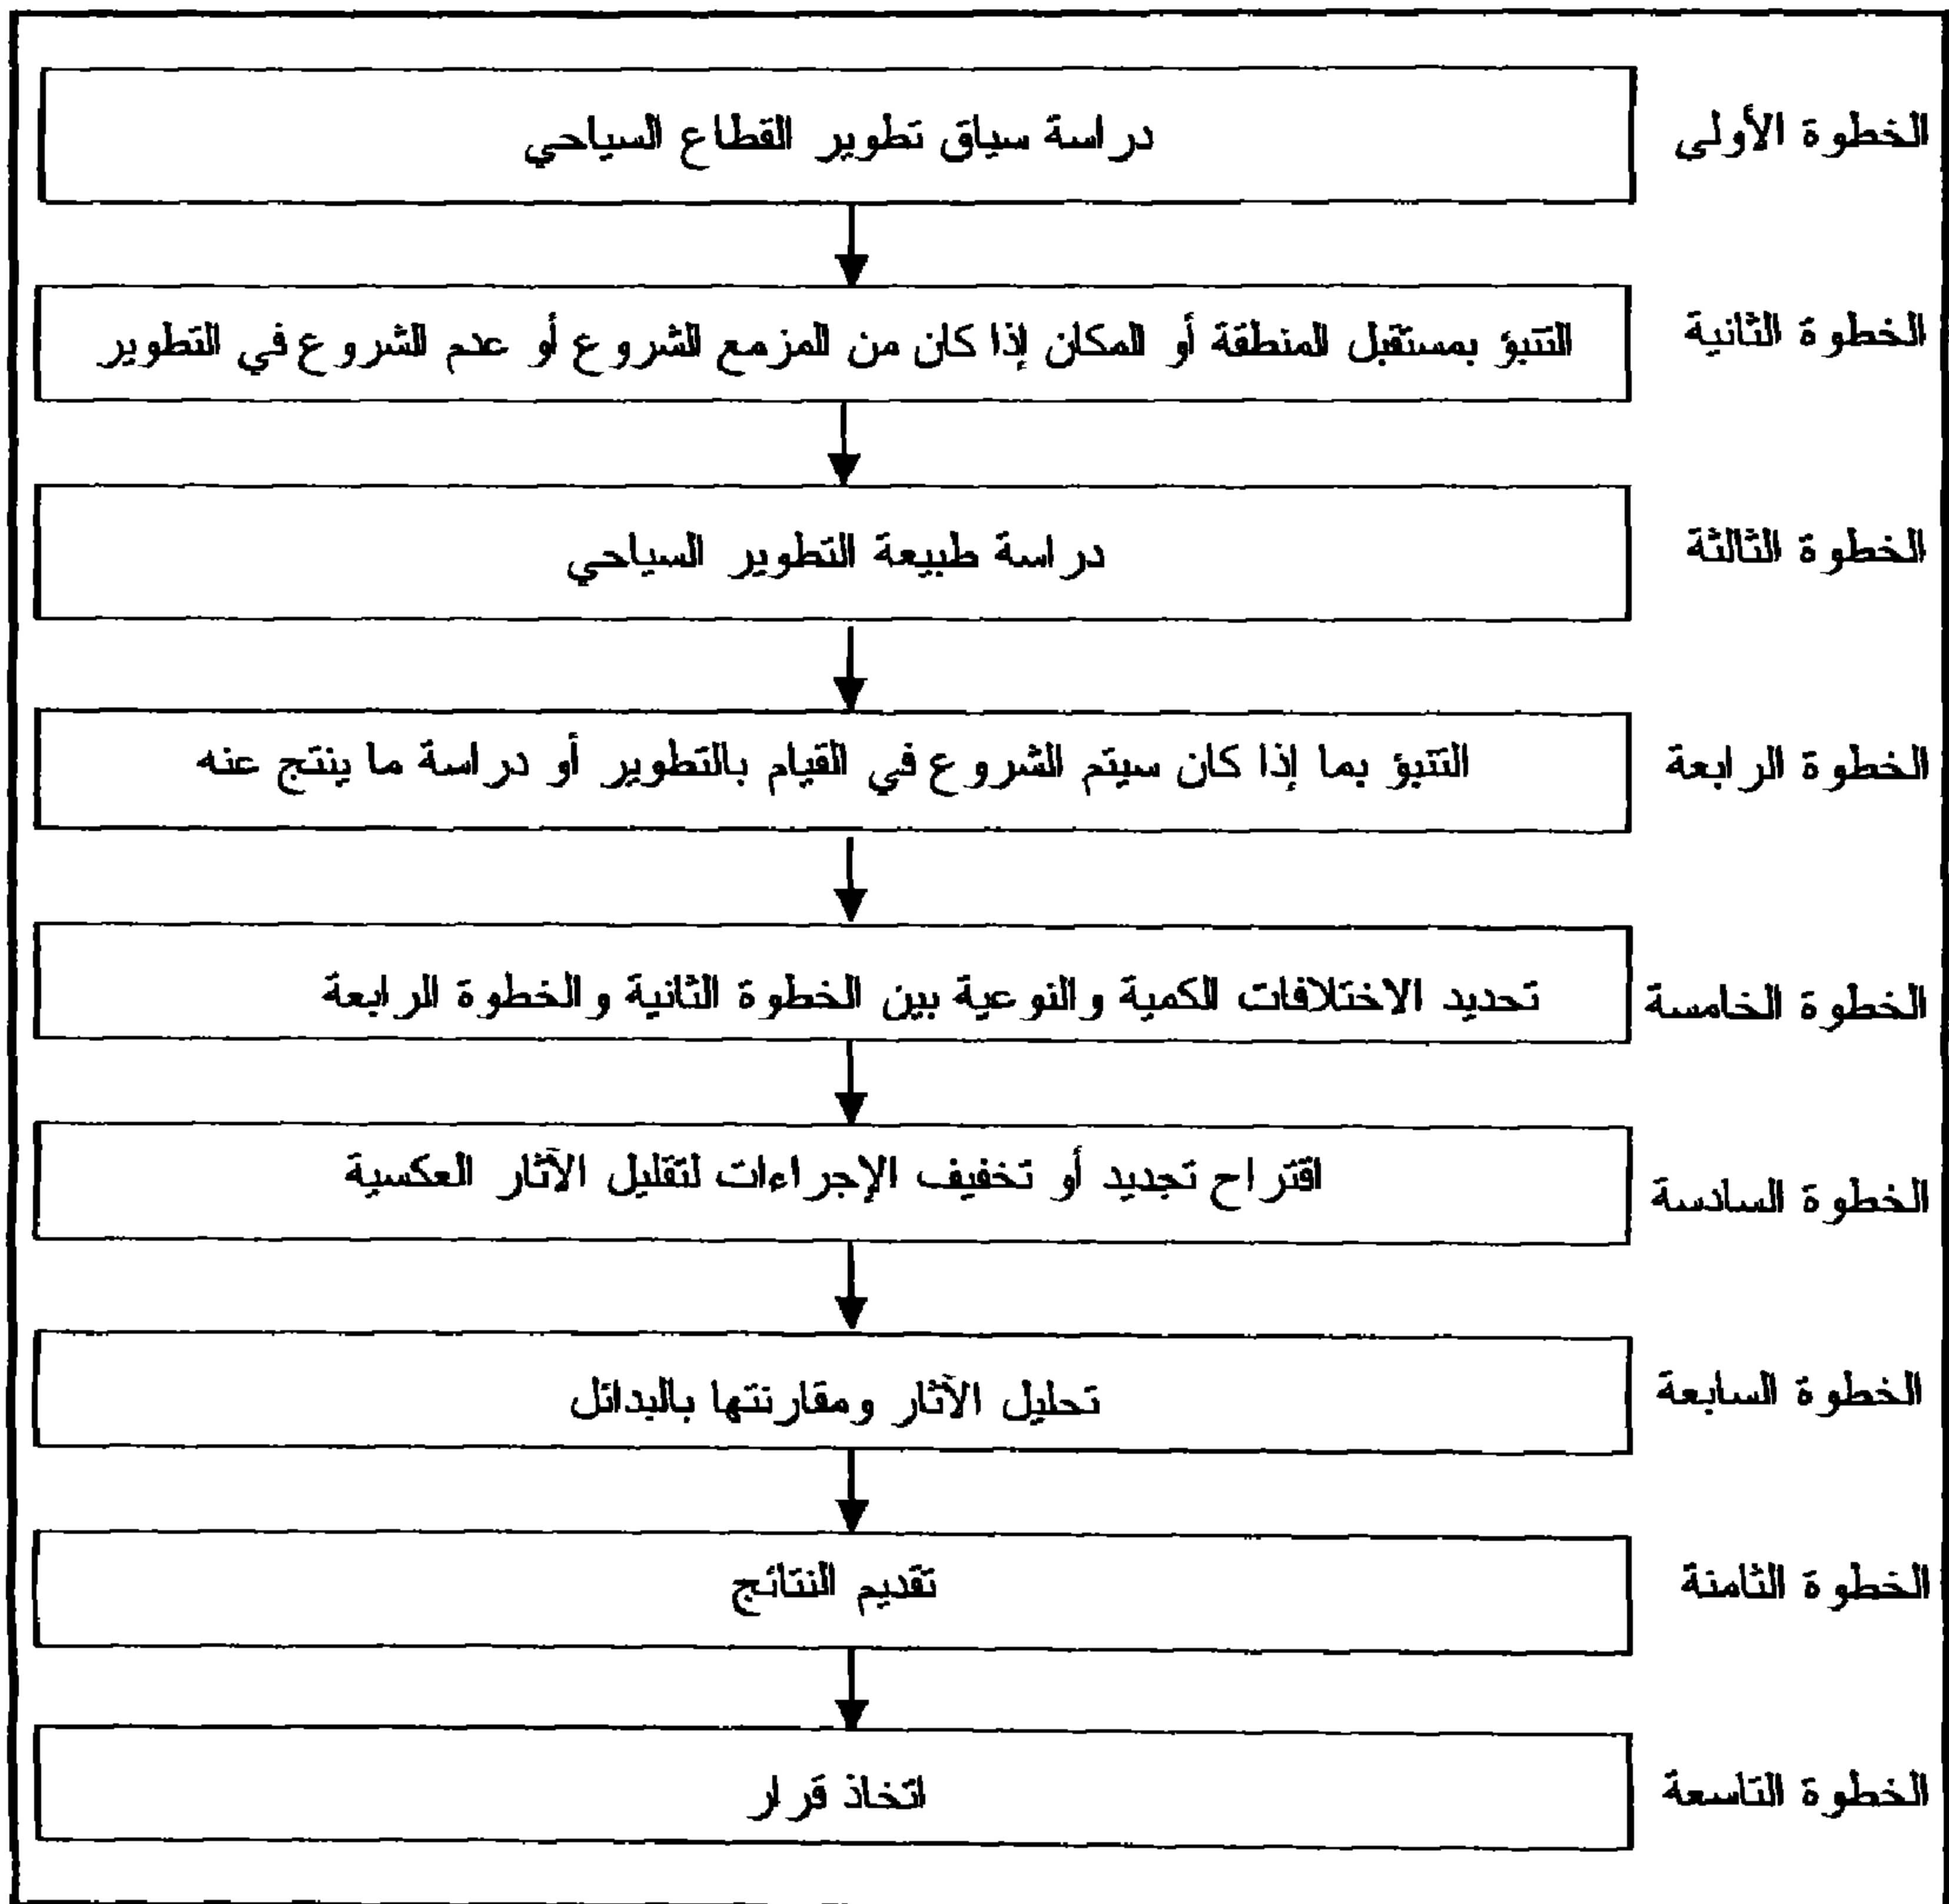 الخطوة الأولى
دراسة سياق تطوير القطاع السياحي
الخطوة الثانية
التنبؤ بمستقبل المنطقة أو المكان إذا كان من المزمع الشروع أو عدم الشروع في التطوير
الخطوة الثالثة
دراسة طبيعة التطوير السياحي
الخطوة الرابعة
التنبؤ بما إذا كان سيتم الشروع في القيام بالتطوير أو دراسة ما ينتج عنه
الخطوة الخامسة
تحديد الاختلافات الكمية والنوعية بين الخطوة الثانية والخطوة الرابعة
الخطوة السادسة
اقتراح تجديد أو تخفيف الإجراءات لتقليل الآثار العكسية
الخطوة السابعة
تحليل الآثار ومقارنتها بالبدائل
الخطوة الثامنة
تقديم النتائج
الخطوة التاسعة
اتخاذ قرار